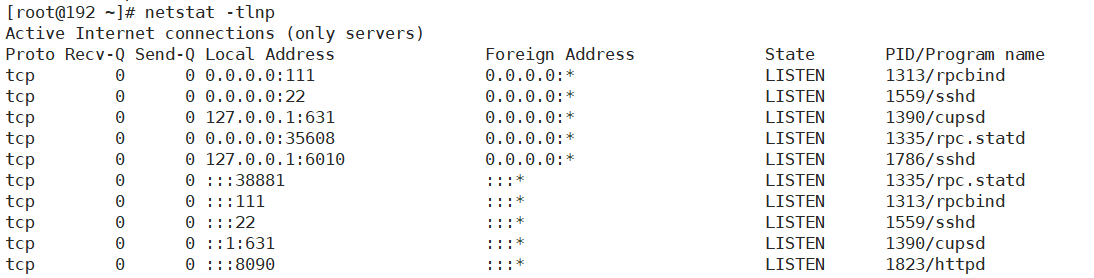 [root@192 ~]# netstat -tlnp
Active Internet connections (only servers)
Proto Recv-Q Send-Q Local Address               Foreign Address             State       PID/Program name
tcp        0      0 0.0.0.0:111                 0.0.0.0:*                   LISTEN      1313/rpcbind
tcp        0      0 0.0.0.0:22                  0.0.0.0:*                   LISTEN      1559/sshd
tcp        0      0 127.0.0.1:631               0.0.0.0:*                   LISTEN      1390/cupsd
tcp        0      0 0.0.0.0:35608               0.0.0.0:*                   LISTEN      1335/rpc.statd
tcp        0      0 127.0.0.1:6010              0.0.0.0:*                   LISTEN      1786/sshd
tcp        0      0 :::38881                    :::*                        LISTEN      1335/rpc.statd
tcp        0      0 :::111                      :::*                        LISTEN      1313/rpcbind
tcp        0      0 :::22                       :::*                        LISTEN      1559/sshd
tcp        0      0 ::1:631                     :::*                        LISTEN      1390/cupsd
tcp        0      0 :::8090                     :::*                        LISTEN      1823/httpd